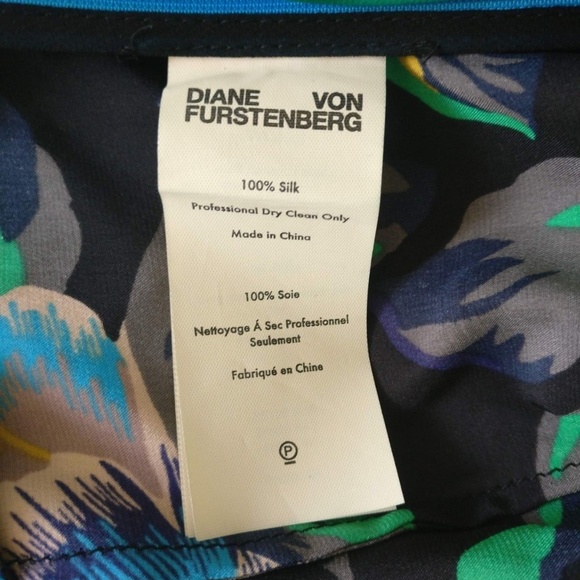 DIANE VON
FURSTENBERG
100% Silk
Professional Dry Clean Only
Made in China
100% Soie
Nettoyage Á Sec Professionnel
Seulement
Fabriqué en Chine
P